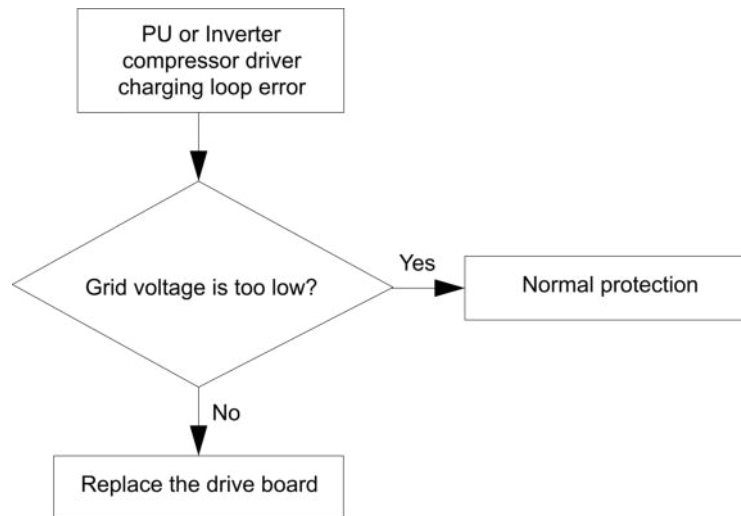 PU or Inverter
compressor driver
charging loop error
Grid voltage is too low?
Yes
Normal protection
No
Replace the drive board